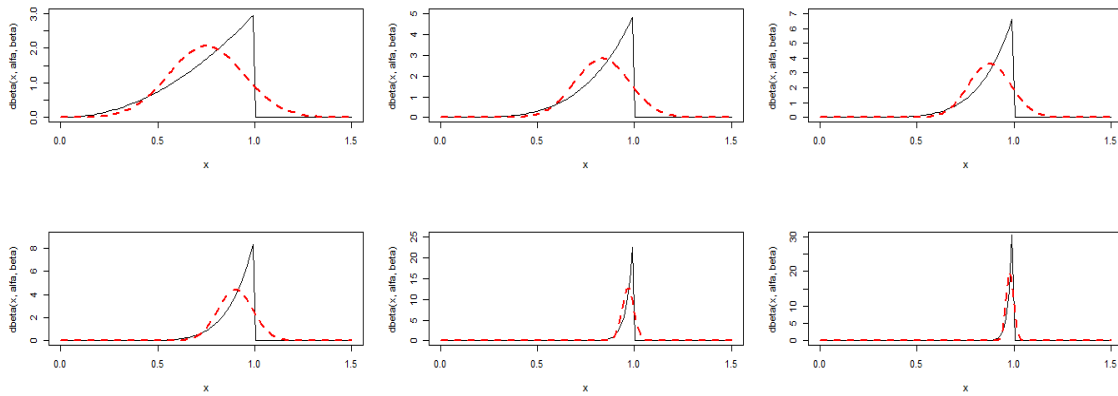 dbeta(x, alfa, beta)
0.0 1.0 2.0 3.0
0.0 0.5 1.0 1.5
x
dbeta(x, alfa, beta)
0 1 2 3 4 5
0.0 0.5 1.0 1.5
x
dbeta(x, alfa, beta)
0 1 2 3 4 5 6 7
0.0 0.5 1.0 1.5
x
dbeta(x, alfa, beta)
0 2 4 6 8
0.0 0.5 1.0 1.5
x
dbeta(x, alfa, beta)
0 5 10 15 20 25
0.0 0.5 1.0 1.5
x
dbeta(x, alfa, beta)
0 5 15 20 30
0.0 0.5 1.0 1.5
x